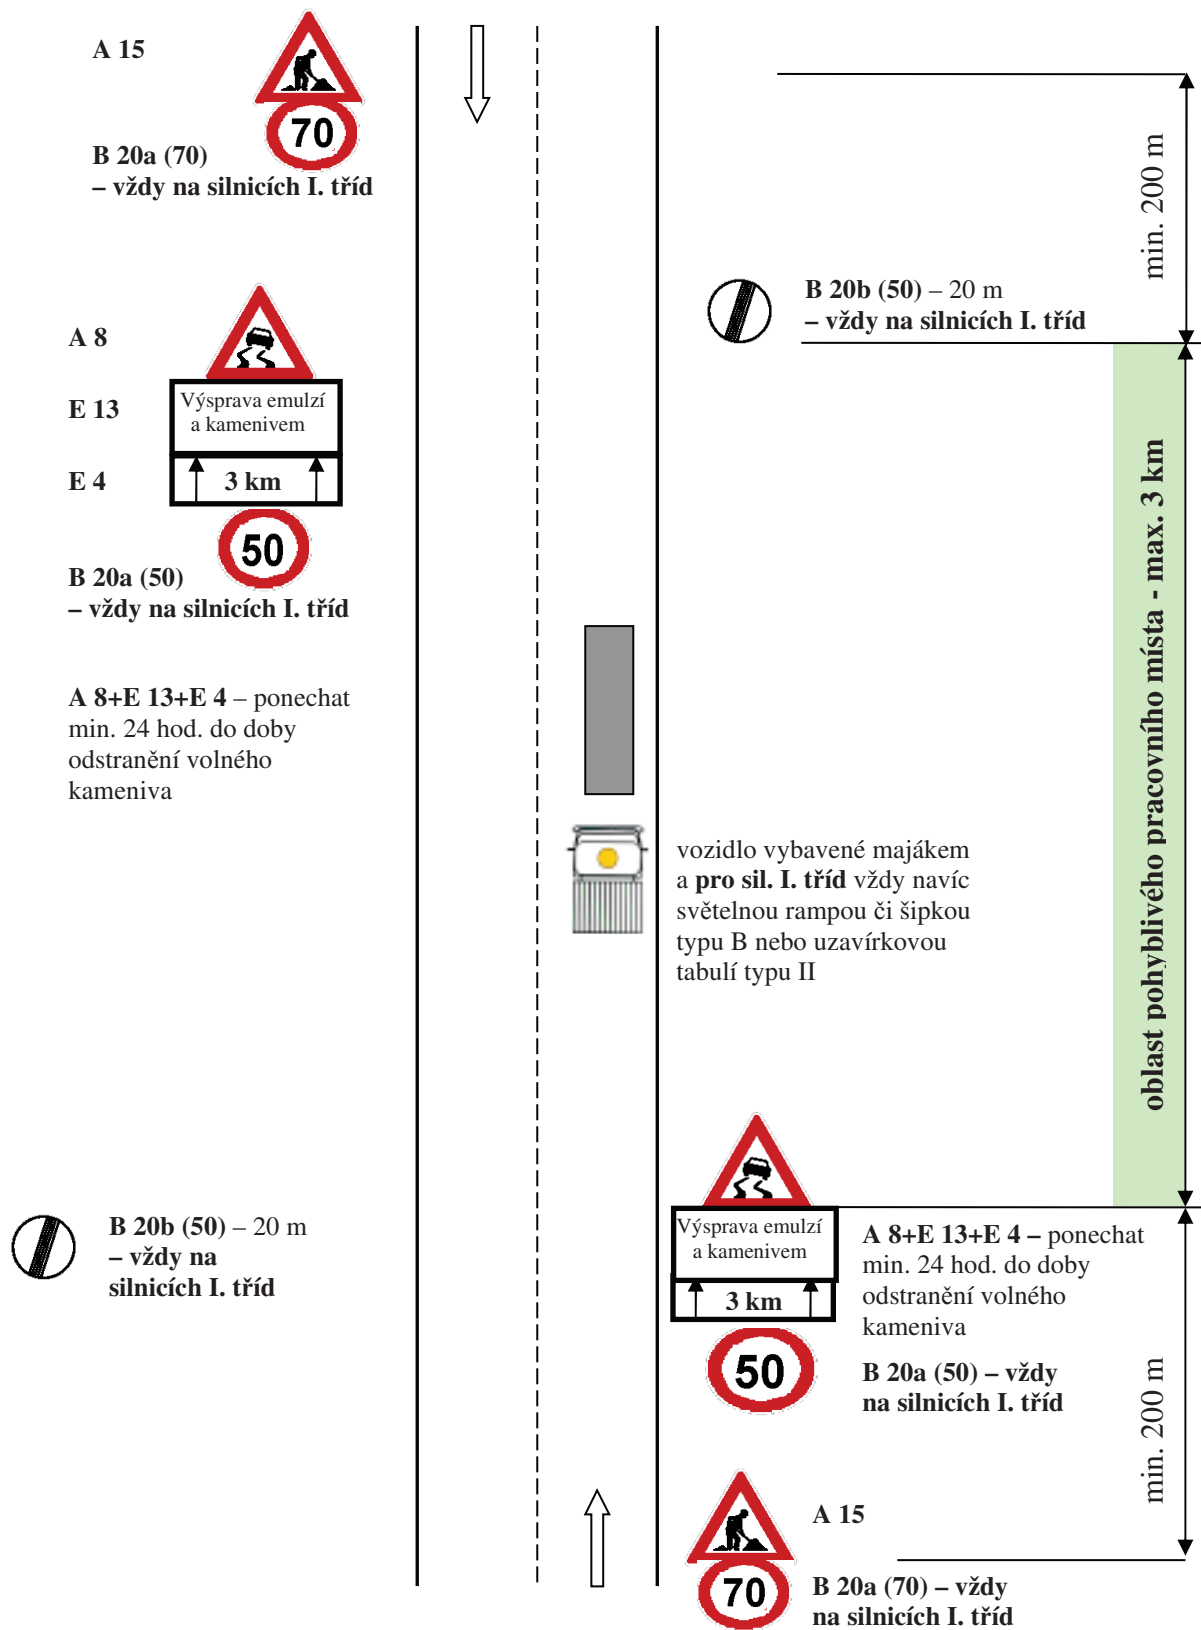 A 15
70
B 20a (70)
– vždy na silnicích I. tříd
min. 200 m
B 20b (50) – 20 m
– vždy na silnicích I. tříd
A 8
E 13
Výsprava emulzí
a kamenivem
E 4
3 km
50
B 20a (50)
– vždy na silnicích I. tříd
A 8+E 13+E 4 – ponechat
min. 24 hod. do doby
odstranění volného
kameniva
oblast pohyblivého pracovního místa - max. 3 km
vozidlo vybavené majákem
a pro sil. I. tříd vždy navíc
světelnou rampou či šipkou
typu B nebo uzavírkovou
tabulí typu II
B 20b (50) – 20 m
– vždy na
silnicích I. tříd
Výsprava emulzí
a kamenivem
3 km
50
A 8+E 13+E 4 – ponechat
min. 24 hod. do doby
odstranění volného
kameniva
B 20a (50) – vždy
na silnicích I. tříd
min. 200 m
A 15
70
B 20a (70) – vždy
na silnicích I. tříd